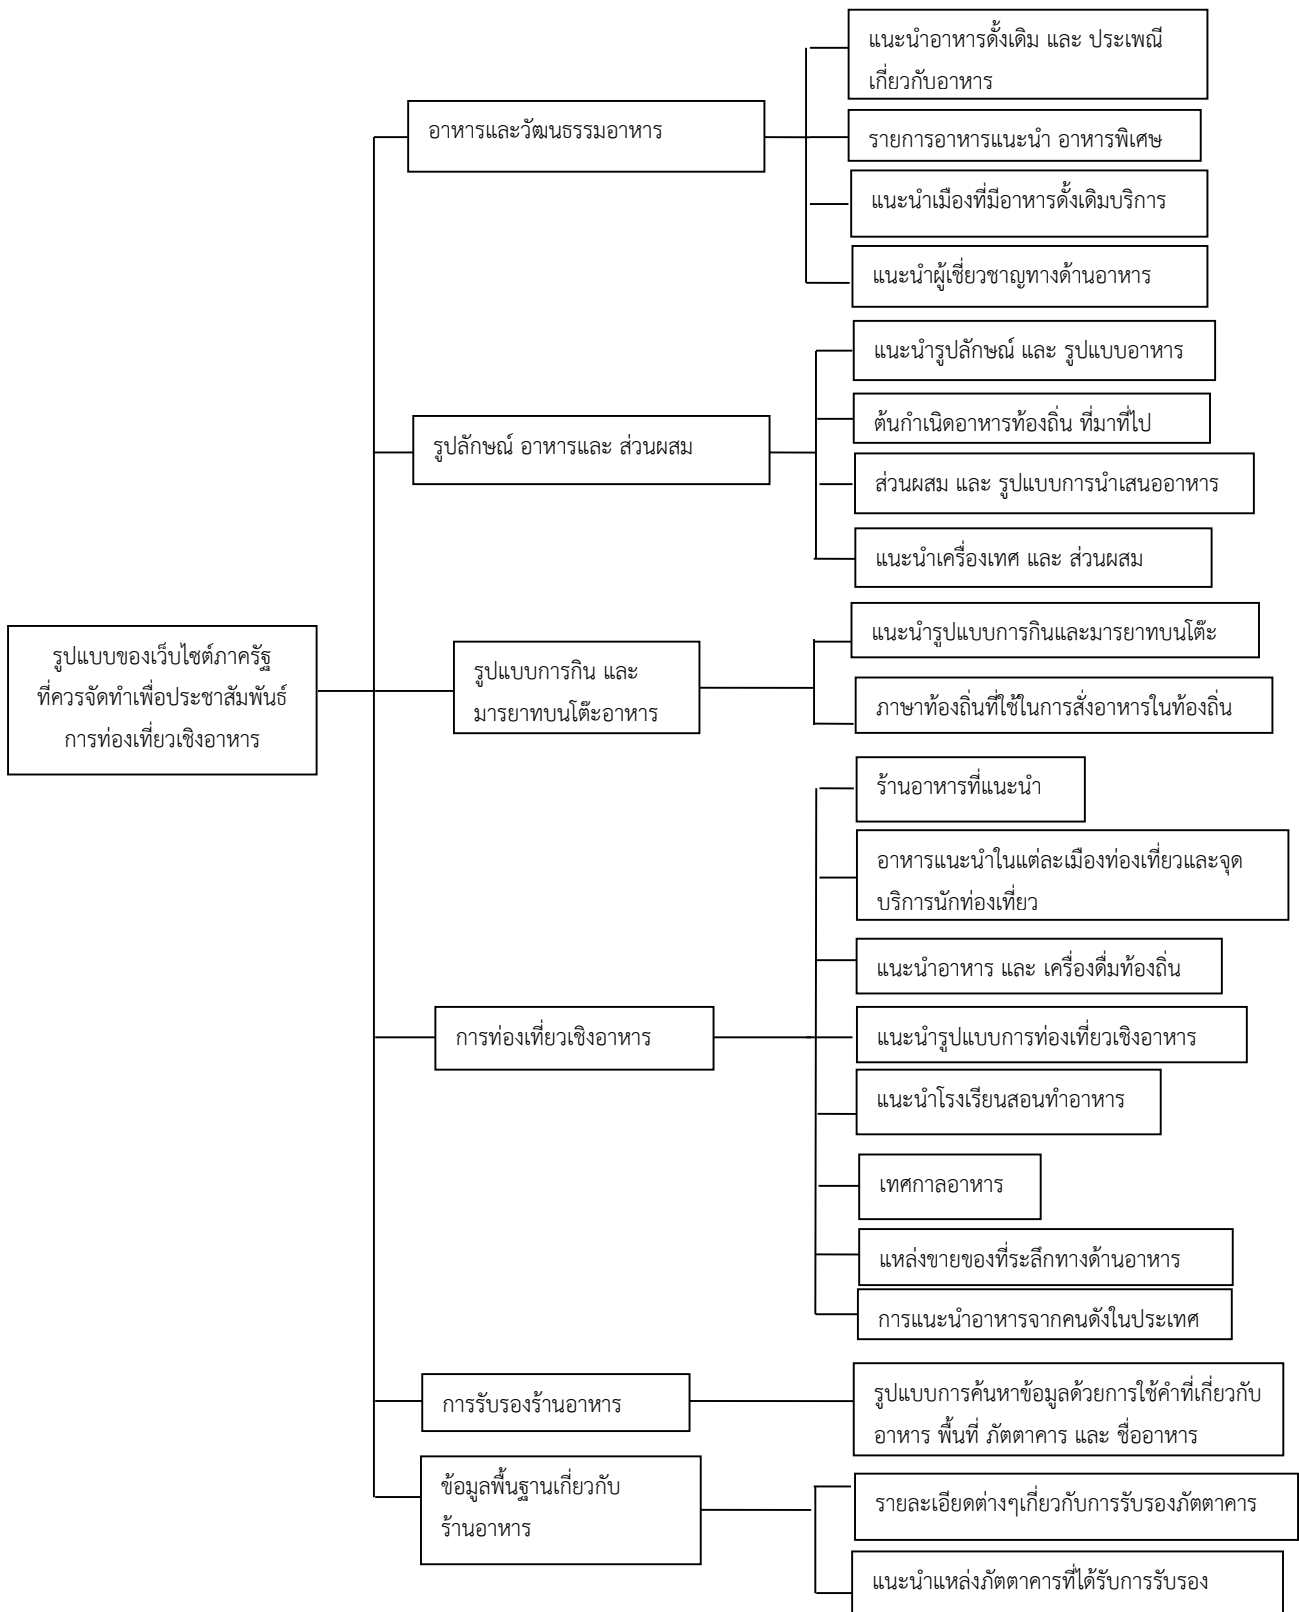 รูปแบบของเว็บไซต์ภาครัฐ
ที่ควรจัดทำเพื่อประชาสัมพันธ์
การท่องเที่ยวเชิงอาหาร
อาหารและวัฒนธรรมอาหาร
แนะนำอาหารดั้งเดิม และ ประเพณี
เกี่ยวกับอาหาร
รายการอาหารแนะนำ อาหารพิเศษ
แนะนำเมืองที่มีอาหารดั้งเดิมบริการ
แนะนำผู้เชี่ยวชาญทางด้านอาหาร
รูปลักษณ์ อาหารและ ส่วนผสม
แนะนำรูปลักษณ์ และ รูปแบบอาหาร
ต้นกำเนิดอาหารท้องถิ่น ที่มาที่ไป
ส่วนผสม และ รูปแบบการนำเสนออาหาร
แนะนำเครื่องเทศ และ ส่วนผสม
รูปแบบการกิน และ
มารยาทบนโต๊ะอาหาร
แนะนำรูปแบบการกินและมารยาทบนโต๊ะ
ภาษาท้องถิ่นที่ใช้ในการสั่งอาหารในท้องถิ่น
การท่องเที่ยวเชิงอาหาร
ร้านอาหารที่แนะนำ
อาหารแนะนำในแต่ละเมืองท่องเที่ยวและจุด
บริการนักท่องเที่ยว
แนะนำอาหาร และ เครื่องดื่มท้องถิ่น
แนะนำรูปแบบการท่องเที่ยวเชิงอาหาร
แนะนำโรงเรียนสอนทำอาหาร
เทศกาลอาหาร
แหล่งขายของที่ระลึกทางด้านอาหาร
การแนะนำอาหารจากคนดังในประเทศ
การรับรองร้านอาหาร
รูปแบบการค้นหาข้อมูลด้วยการใช้คำที่เกี่ยวกับ
อาหาร พื้นที่ ภัตตาคาร และ ชื่ออาหาร
ข้อมูลพื้นฐานเกี่ยวกับ
ร้านอาหาร
รายละเอียดต่างๆเกี่ยวกับการรับรองภัตตาคาร
แนะนำแหล่งภัตตาคารที่ได้รับการรับรอง